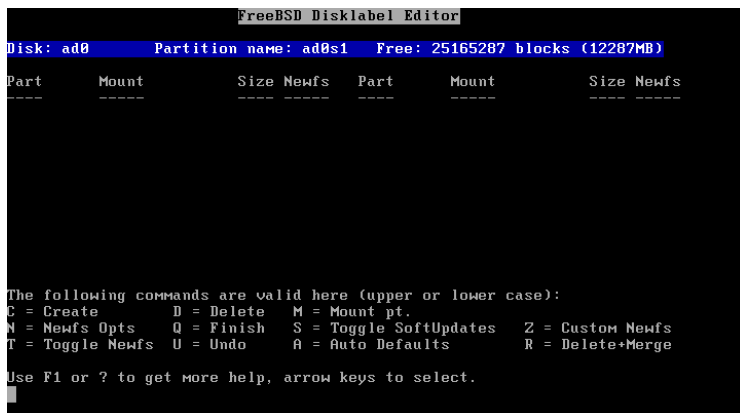 FreeBSD Disklabel Editor
Disk: ad0 Partition name: ad0s1 Free: 25165287 blocks (12287MB)
Part Mount Size Newfs Part Mount Size Newfs
---- ----- ---- ----- ---- ----- ---- -----
The following commands are valid here (upper or lower case):
C = Create D = Delete M = Mount pt.
N = Newfs Opts Q = Finish S = Toggle SoftUpdates Z = Custom Newfs
T = Toggle Newfs U = Undo A = Auto Defaults R = Delete+Merge
Use F1 or ? to get more help, arrow keys to select.